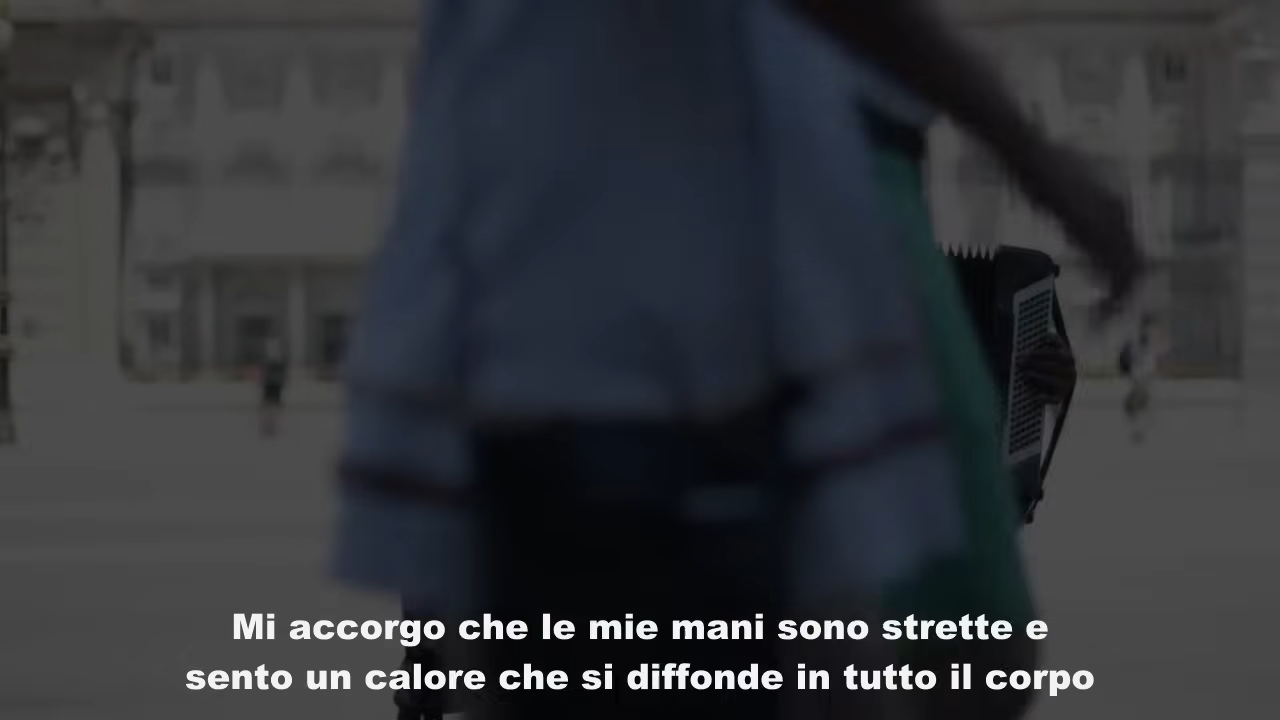 Mi accorgo che le mie mani sono strette e
sento un calore che si diffonde in tutto il corpo